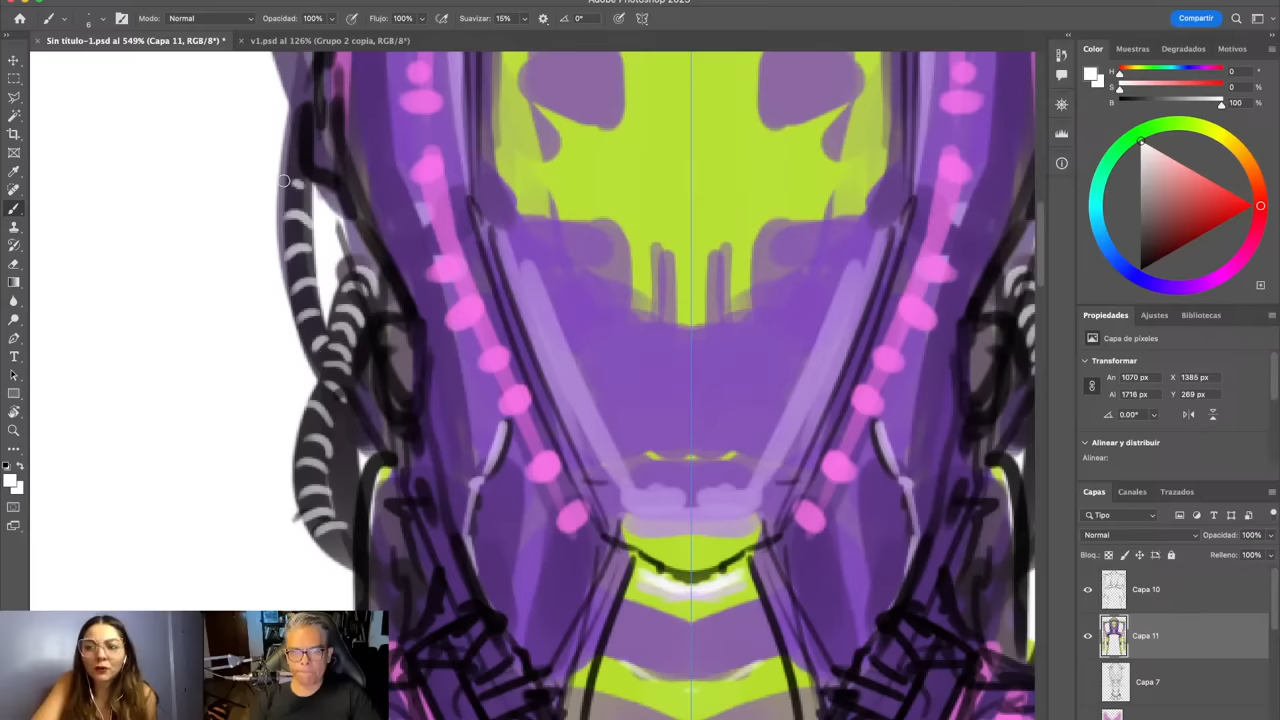 6 Modo: Normal Opacidad: 100% Flujo: 100% Suavizar: 15% 0° Compartir
× Sin título-1.psd al 549% (Capa 11, RGB/8*) * × v1.psd al 126% (Grupo 2 copia, RGB/8*)
Color Muestras Degradados Motivos
H 0 °
S 0 %
B 100 %
Propiedades Ajustes Bibliotecas
Capa de píxeles
Transformar
An 1070 px X 1385 px
Al 1716 px Y 269 px
0.00°
Alinear y distribuir
Alinear:
Capas Canales Trazados
Tipo
Normal Opacidad: 100%
Bloq.: Relleno: 100%
Capa 10
Capa 11
Capa 7